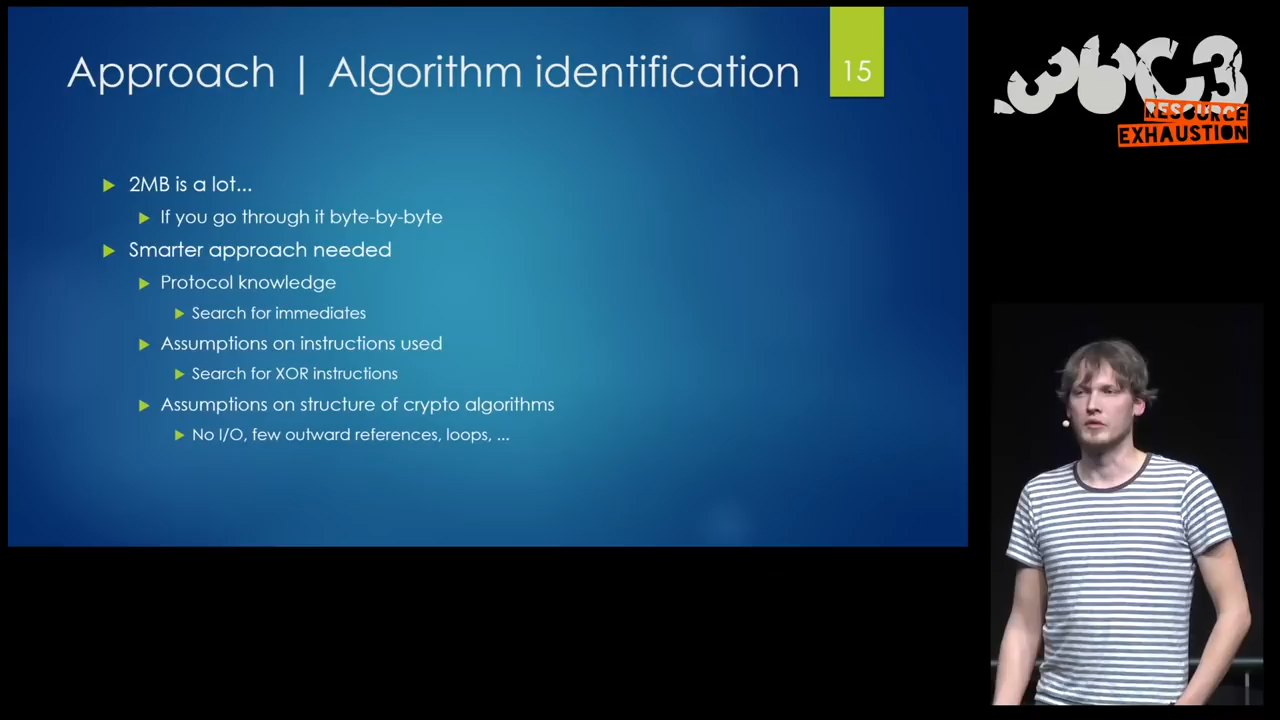 Approach | Algorithm identification
15
2MB is a lot...
If you go through it byte-by-byte
Smarter approach needed
Protocol knowledge
Search for immediates
Assumptions on instructions used
Search for XOR instructions
Assumptions on structure of crypto algorithms
No I/O, few outward references, loops, ...
36C3
RESOURCE
EXHAUSTION